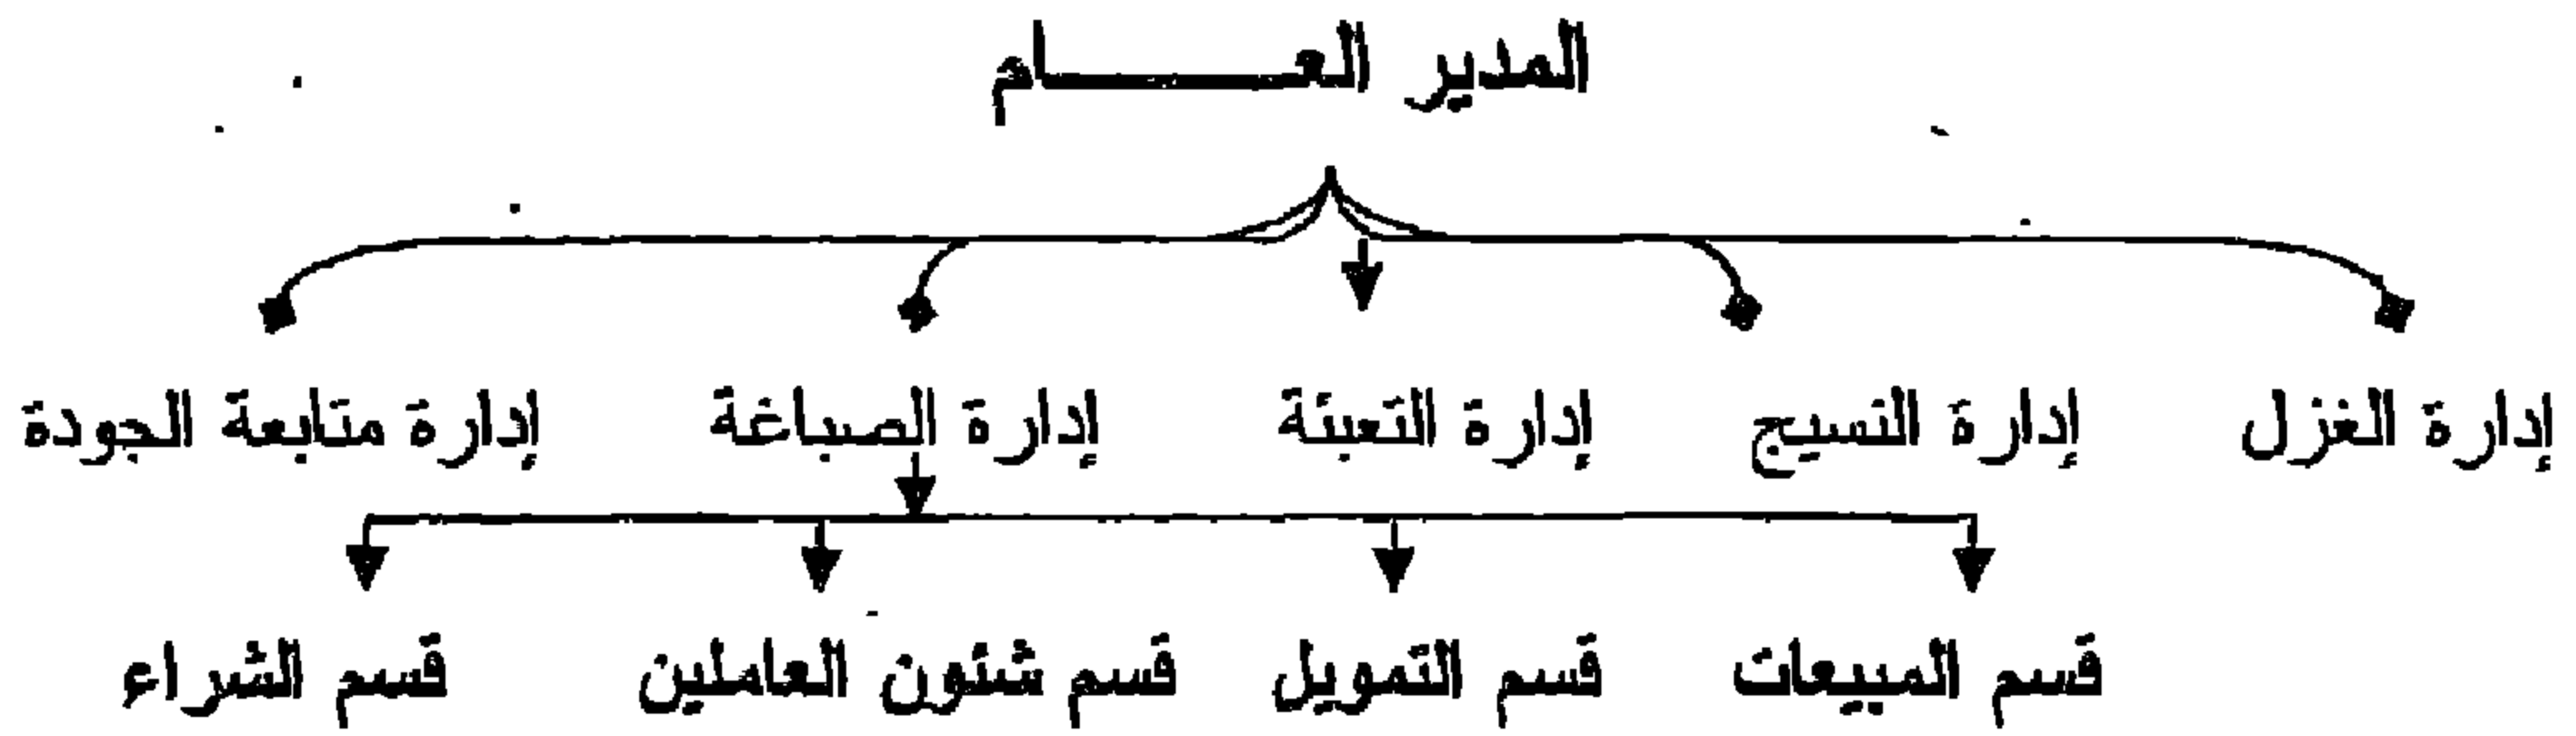 المدير العـــــــــام
إدارة الغزل إدارة النسيج إدارة التعبئة إدارة الصباغة إدارة متابعة الجودة
قسم المبيعات قسم التمويل قسم شئون العاملين قسم الشراء